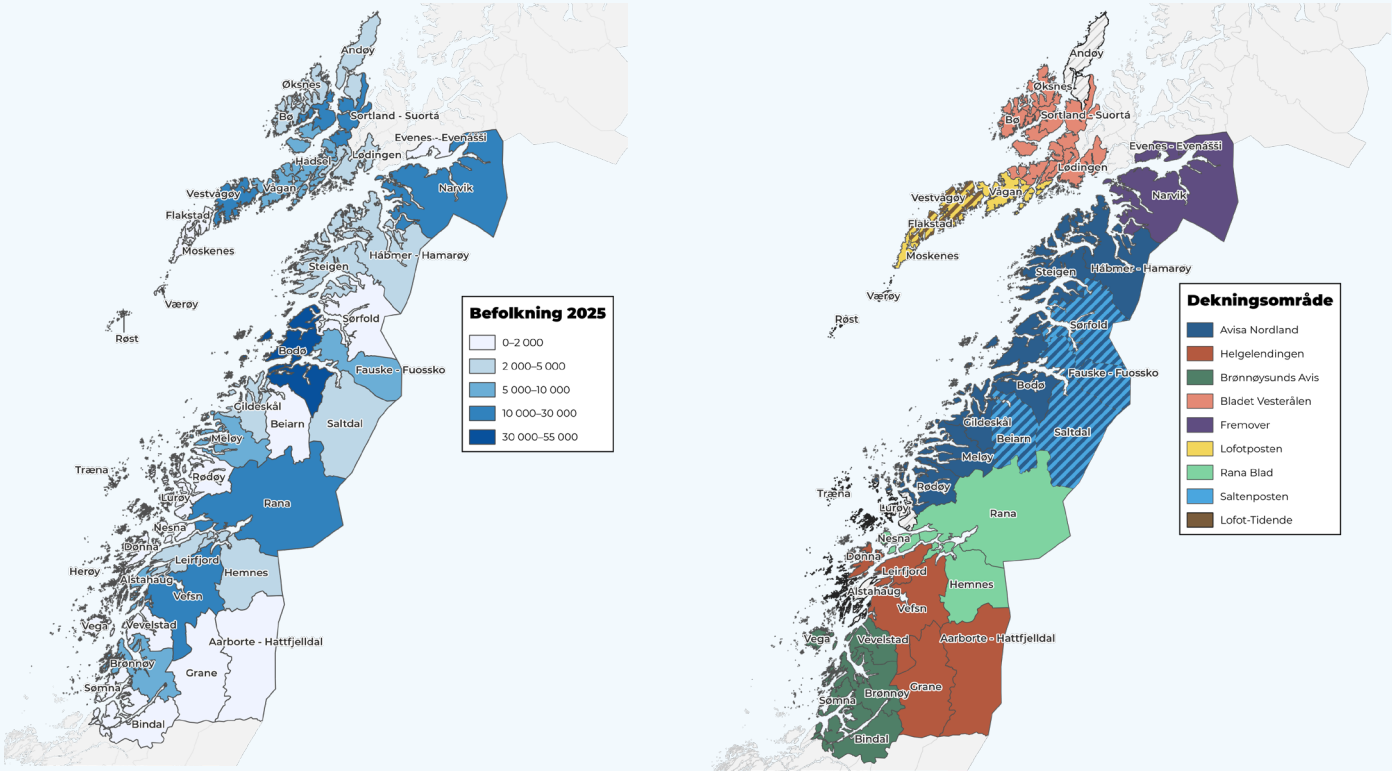 Andøy
Øksnes
Bø
Sortland - Suortá
Evenes - Evenášši
Hadsel
Lødingen
Narvik
Vågan
Vestvågøy
Flakstad
Moskenes
Hábmer - Hamarøy
Steigen
Værøy
Sørfold
Røst
Bodø
Fauske - Fuossko
Gildeskål
Beiarn
Saltdal
Meløy
Træna
Rødøy
Lurøy
Rana
Nesna
Dønna
Leirfjord
Herøy
Alstahaug
Hemnes
Vefsn
Vega
Vevelstad
Aarborte - Hattfjelldal
Brønnøy
Grane
Sømna
Bindal
Befolkning 2025
0–2 000
2 000–5 000
5 000–10 000
10 000–30 000
30 000–55 000
Andøy
Øksnes
Bø
Sortland - Suortá
Evenes - Evenášši
Lødingen
Narvik
Vågan
Vestvågøy
Flakstad
Moskenes
Hábmer - Hamarøy
Steigen
Værøy
Røst
Sørfold
Fauske - Fuossko
Bodø
Gildeskål
Beiarn
Saltdal
Meløy
Rødøy
Træna
Lurøy
Rana
Nesna
Dønna
Leirfjord
Hemnes
Alstahaug
Vefsn
Vega
Vevelstad
Aarborte - Hattfjelldal
Grane
Brønnøy
Sømna
Bindal
Dekningsområde
Avisa Nordland
Helgelendingen
Brønnøysunds Avis
Bladet Vesterålen
Fremover
Lofotposten
Rana Blad
Saltenposten
Lofot-Tidende